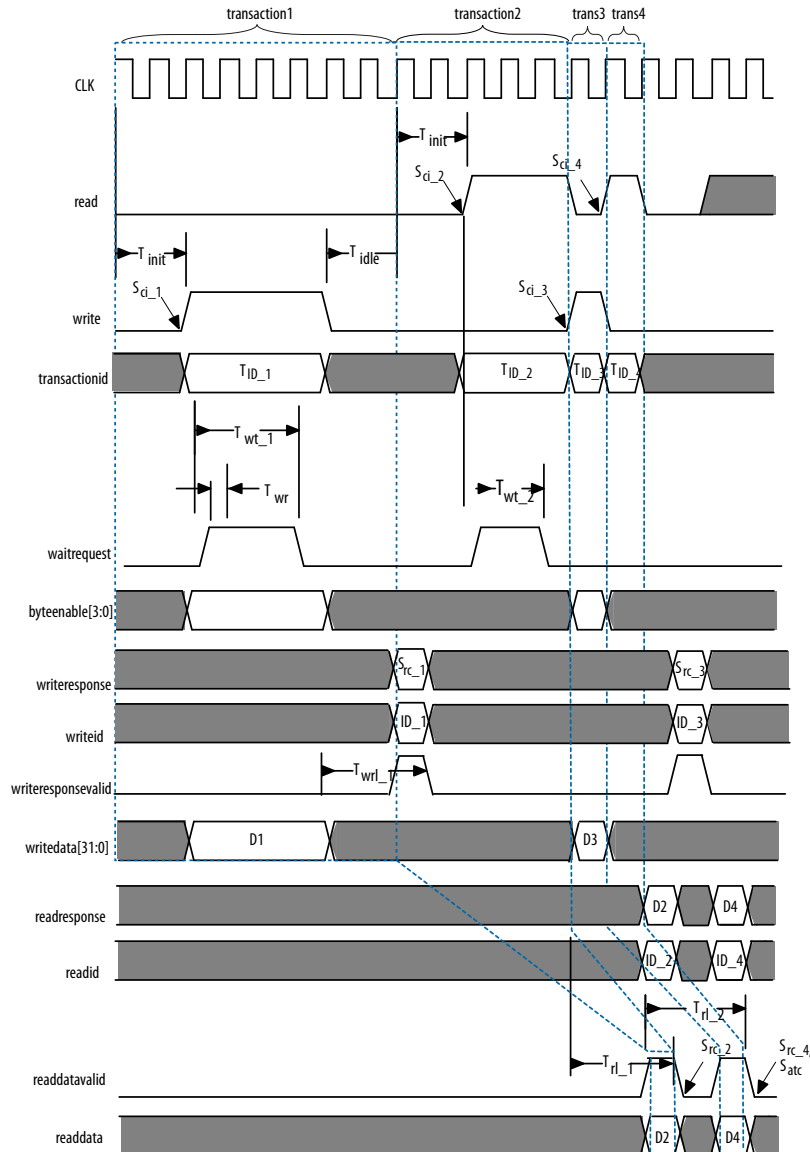 transaction1 transaction2 trans3 trans4
CLK
T init
S ci_2 S ci_4
read
T init T idle
S ci_1 S ci_3
write
transactionid T ID_1 T ID_2 T ID_3 T ID_4
T wt_1
T wr T wt_2
waitrequest
byteenable[3:0]
writeresponse S rc_1 S rc_3
writeid ID_1 ID_3
writeresponsevalid T wrl_1
writedata[31:0] D1 D3
readresponse D2 D4
readid ID_2 ID_4
T rl_2
S rc_2 S rc_4,
T rl_1 S atc
readdatavalid
readdata D2 D4